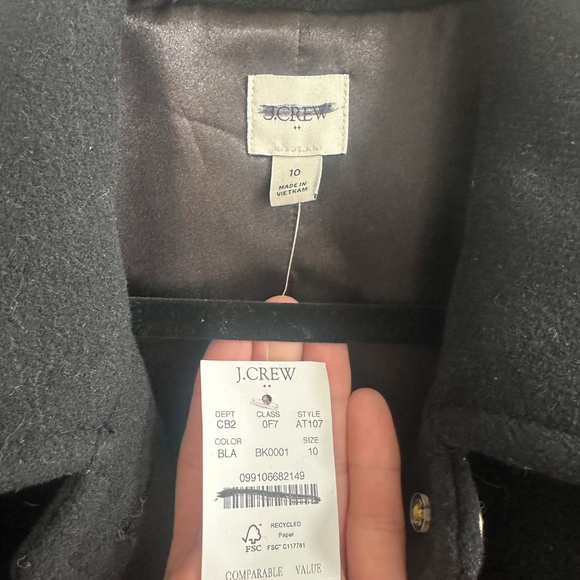 J.CREW
10
MADE IN
VIETNAM
J.CREW
DEPT CLASS STYLE
CB2 0F7 AT107
COLOR SIZE
BLA BK0001 10
099106682149
RECYCLED
Paper
FSC FSC® C117781
COMPARABLE VALUE